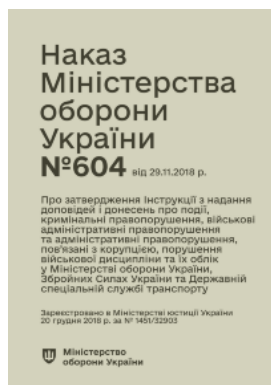 Наказ
Міністерства
оборони
України
№604 від 29.11.2018 р.
Про затвердження Інструкції з надання
доповідей і донесень про події,
кримінальні правопорушення, військові
адміністративні правопорушення
та адміністративні правопорушення,
пов'язані з корупцією, порушення
військової дисципліни та їх облік
у Міністерстві оборони України,
Збройних Силах України та Державній
спеціальній службі транспорту
Зареєстровано в Міністерстві юстиції України
20 грудня 2018 р. за № 1451/32903
Міністерство
оборони України